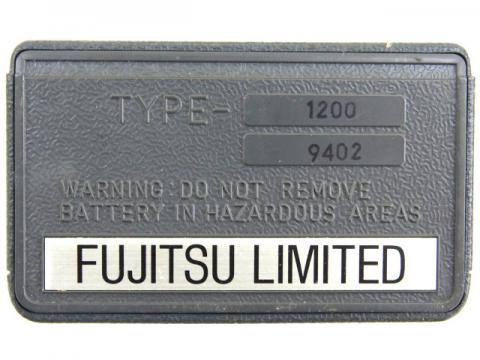 TYPE- 1200
9402
WARNING: DO NOT REMOVE
BATTERY IN HAZARDOUS AREAS
FUJITSU LIMITED